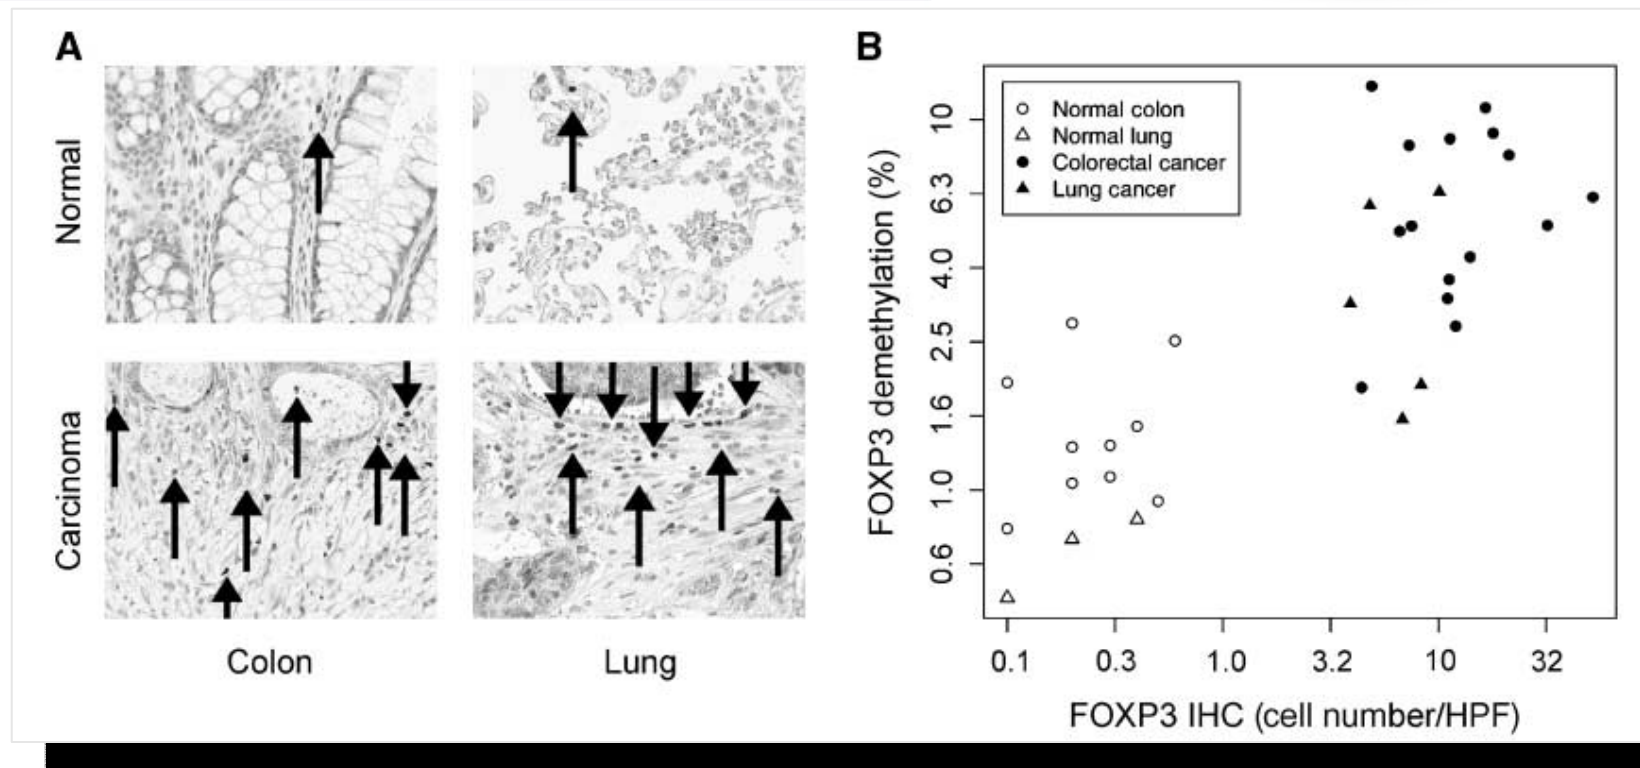 A
B
Normal
Carcinoma
Colon
Lung
Normal colon
Normal lung
Colorectal cancer
Lung cancer
FOXP3 demethylation (%)
10
6.3
4.0
2.5
1.6
1.0
0.6
0.1 0.3 1.0 3.2 10 32
FOXP3 IHC (cell number/HPF)